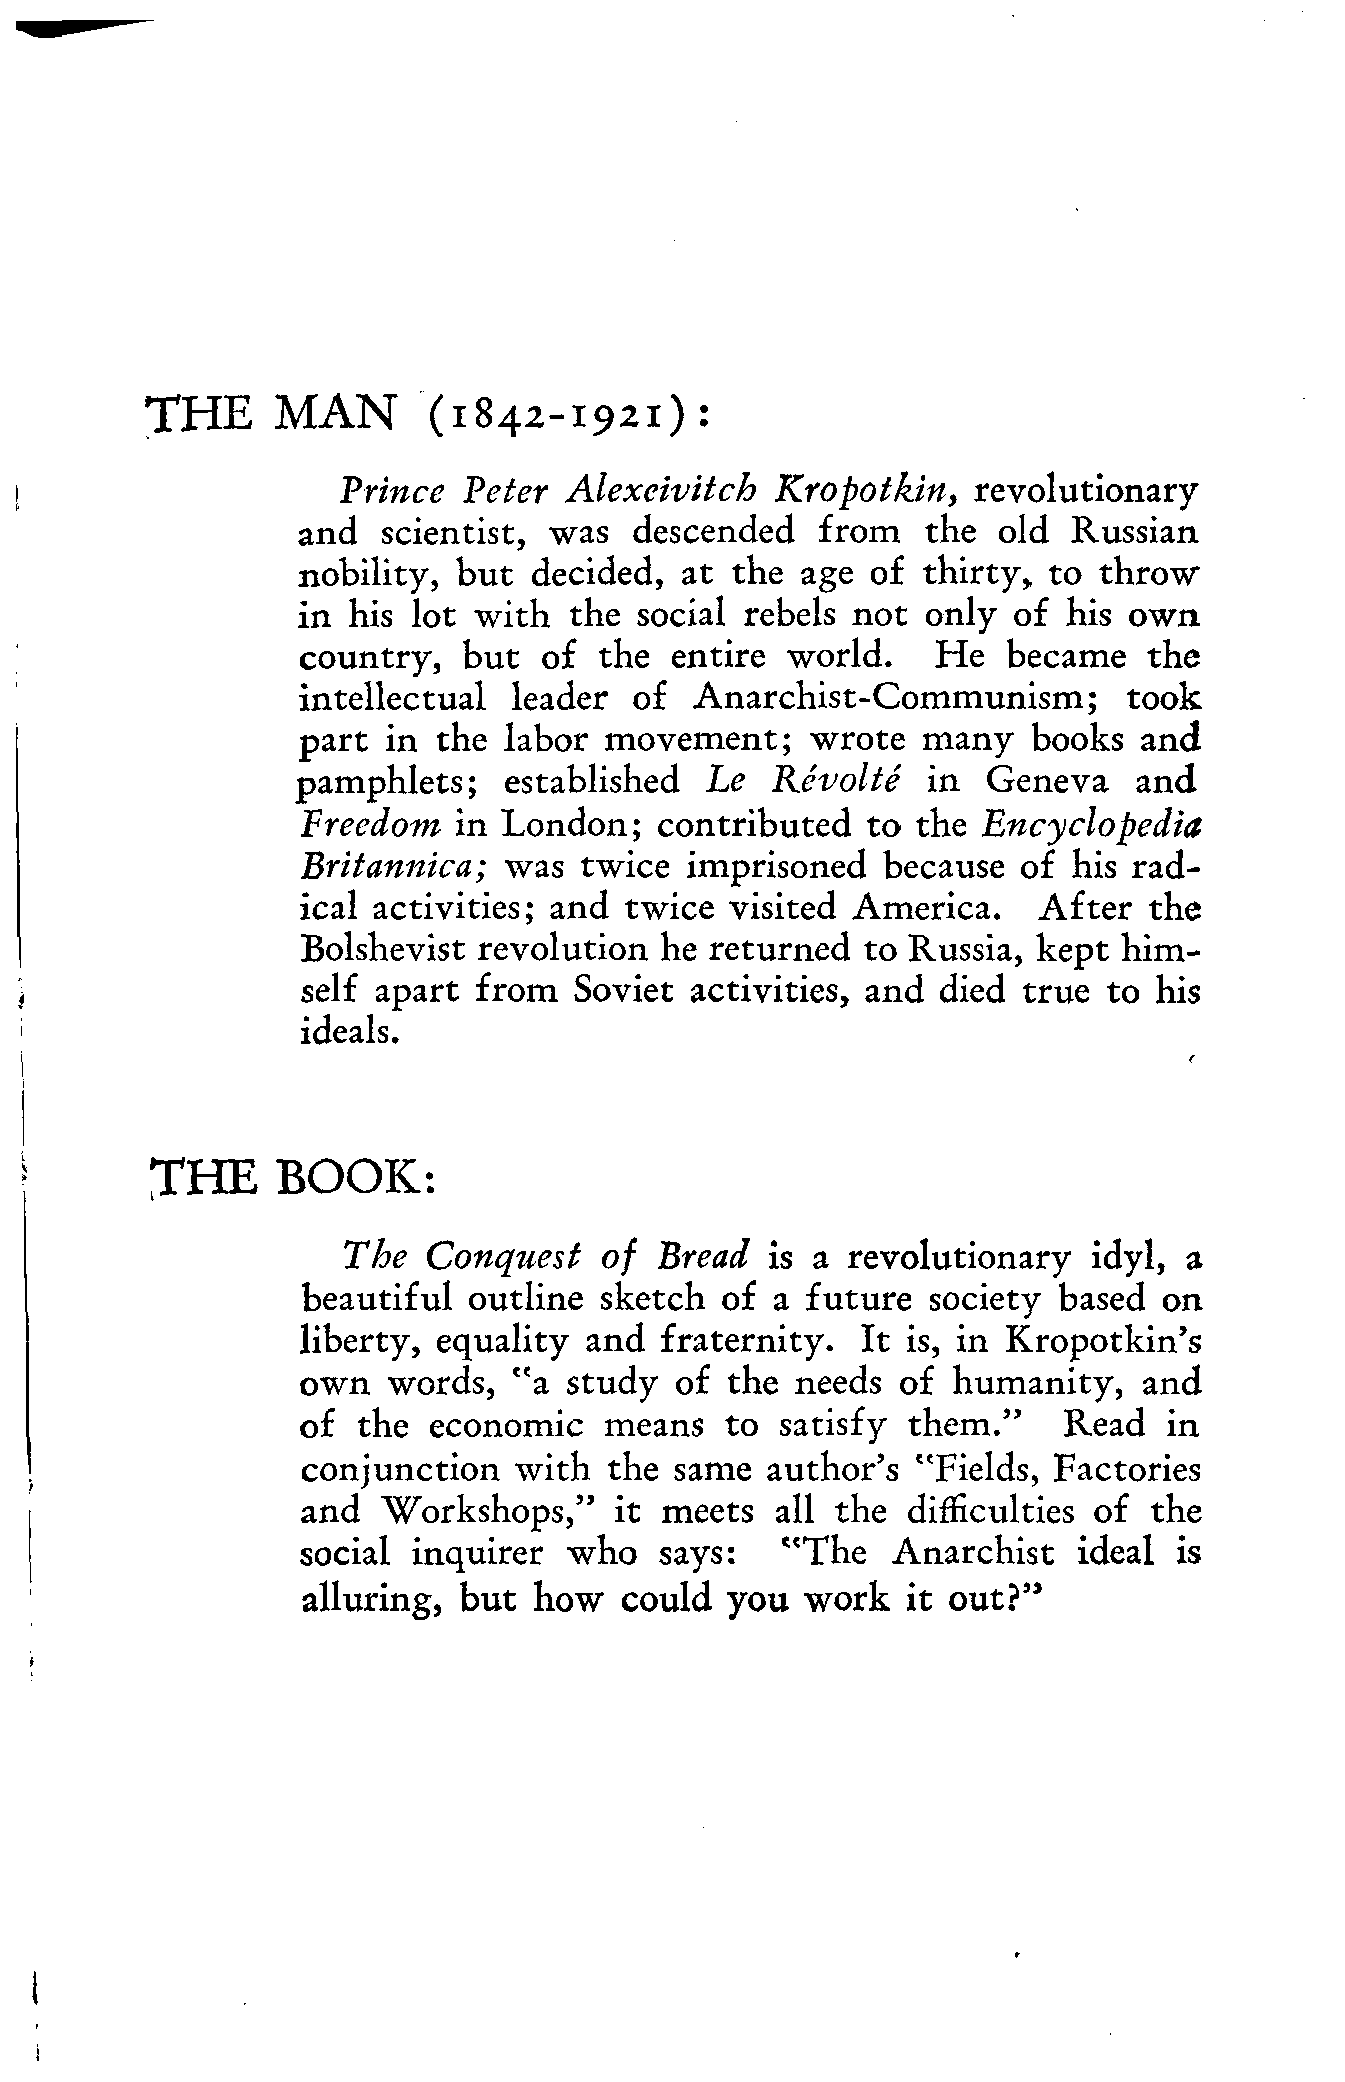 THE MAN (1842-1921):
Prince Peter Alexeivitch Kropotkin, revolutionary
and scientist, was descended from the old Russian
nobility, but decided, at the age of thirty, to throw
in his lot with the social rebels not only of his own
country, but of the entire world. He became the
intellectual leader of Anarchist-Communism; took
part in the labor movement; wrote many books and
pamphlets; established Le Révolté in Geneva and
Freedom in London; contributed to the Encyclopedia
Britannica; was twice imprisoned because of his rad-
ical activities; and twice visited America. After the
Bolshevist revolution he returned to Russia, kept him-
self apart from Soviet activities, and died true to his
ideals.
THE BOOK:
The Conquest of Bread is a revolutionary idyl, a
beautiful outline sketch of a future society based on
liberty, equality and fraternity. It is, in Kropotkin's
own words, "a study of the needs of humanity, and
of the economic means to satisfy them." Read in
conjunction with the same author's "Fields, Factories
and Workshops," it meets all the difficulties of the
social inquirer who says: "The Anarchist ideal is
alluring, but how could you work it out?"